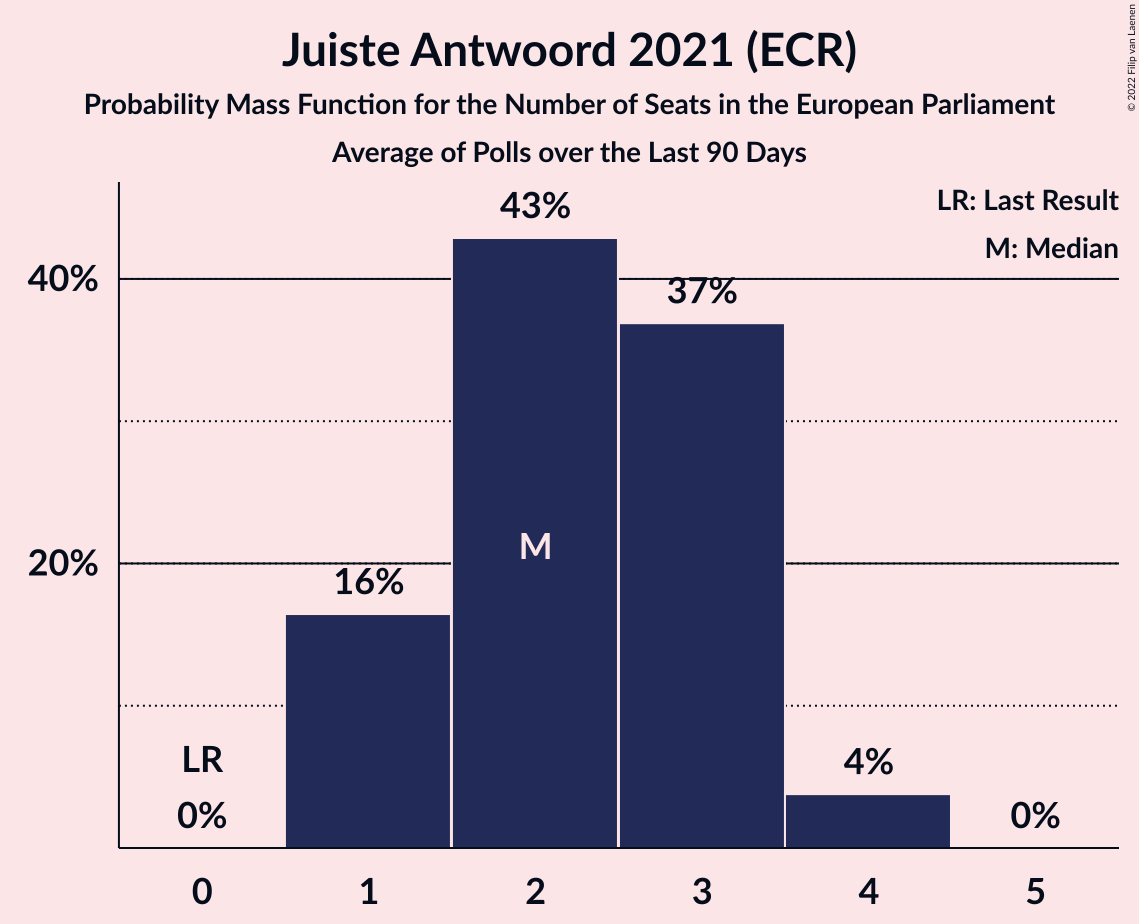 Juiste Antwoord 2021 (ECR)
Probability Mass Function for the Number of Seats in the European Parliament
Average of Polls over the Last 90 Days
© 2022 Filip van Laenen
LR: Last Result
M: Median
43%
40%
37%
M
20%
16%
LR
4%
0%
0%
0 1 2 3 4 5